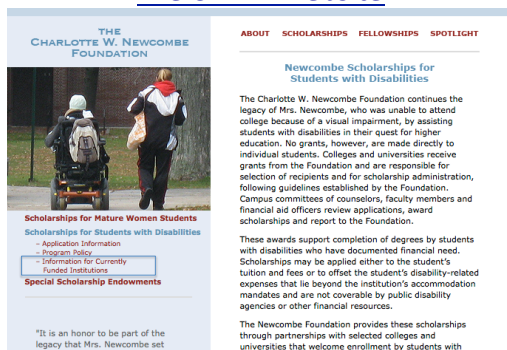 THE
CHARLOTTE W. NEWCOMBE
FOUNDATION
ABOUT SCHOLARSHIPS FELLOWSHIPS SPOTLIGHT
Scholarships for Mature Women Students
Scholarships for Students with Disabilities
– Application Information
– Program Policy
– Information for Currently
Funded Institutions
Special Scholarship Endowments
"It is an honor to be part of the
legacy that Mrs. Newcombe set
Newcombe Scholarships for
Students with Disabilities
The Charlotte W. Newcombe Foundation continues the
legacy of Mrs. Newcombe, who was unable to attend
college because of a visual impairment, by assisting
students with disabilities in their quest for higher
education. No grants, however, are made directly to
individual students. Colleges and universities receive
grants from the Foundation and are responsible for
selection of recipients and for scholarship administration,
following guidelines established by the Foundation.
Campus committees of counselors, faculty members and
financial aid officers review applications, award
scholarships and report to the Foundation.
These awards support completion of degrees by students
with disabilities who have documented financial need.
Scholarships may be applied either to the student's
tuition and fees or to offset the student's disability-related
expenses that lie beyond the institution's accommodation
mandates and are not coverable by public disability
agencies or other financial resources.
The Newcombe Foundation provides these scholarships
through partnerships with selected colleges and
universities that welcome enrollment by students with